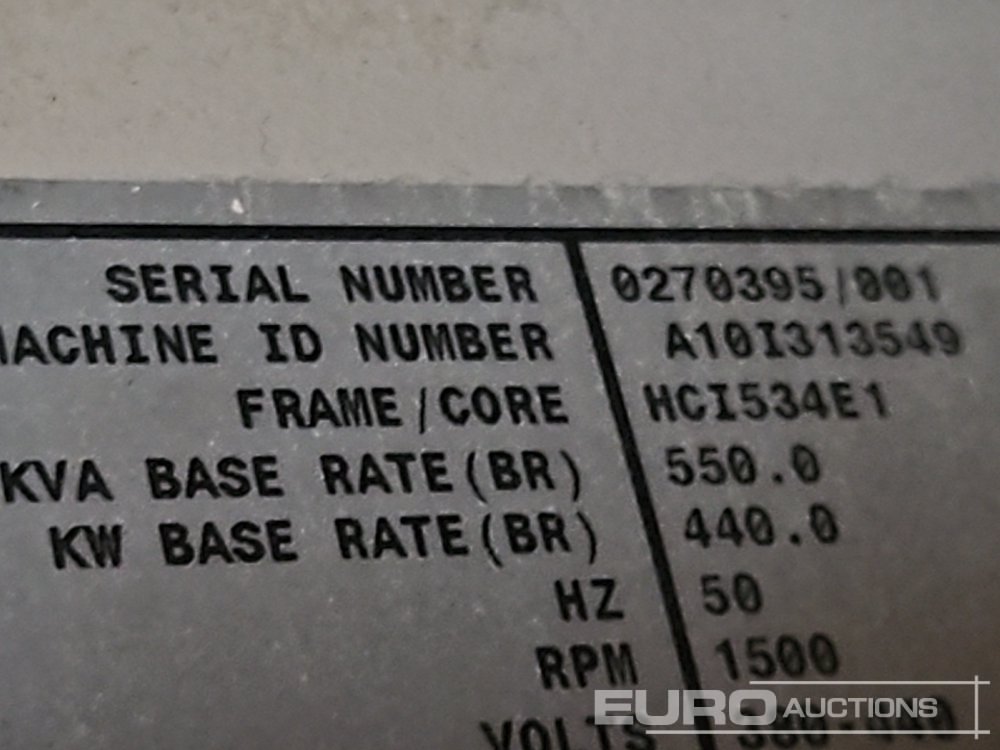 SERIAL NUMBER 0270395/001
MACHINE ID NUMBER A10I313549
FRAME/CORE HCI534E1
KVA BASE RATE(BR) 550.0
KW BASE RATE(BR) 440.0
HZ 50
RPM 1500
VOLTS
EURO AUCTIONS